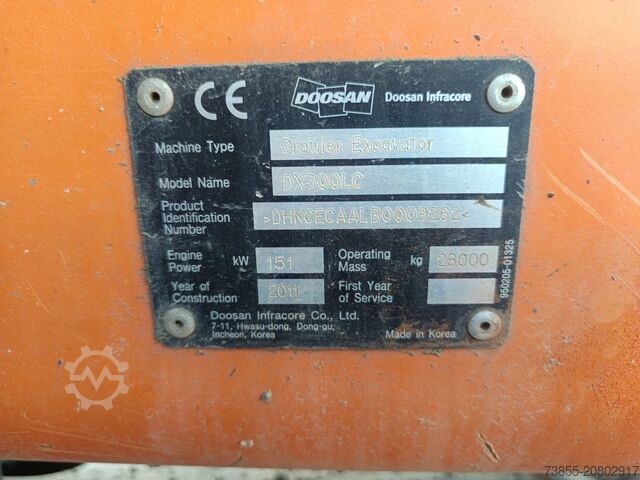 CE DOOSAN Doosan Infracore
Machine Type Crawler Excavator
Model Name DX300LC
Product Identification Number >DHKCECAALB0009262<
Engine Power kW 151 Operating Mass kg 28000
Year of Construction 2011 First Year of Service
Doosan Infracore Co., Ltd.
7-11, Hwasu-dong, Dong-gu,
Incheon, Korea
Made in Korea
950205-01325
73855-20802917